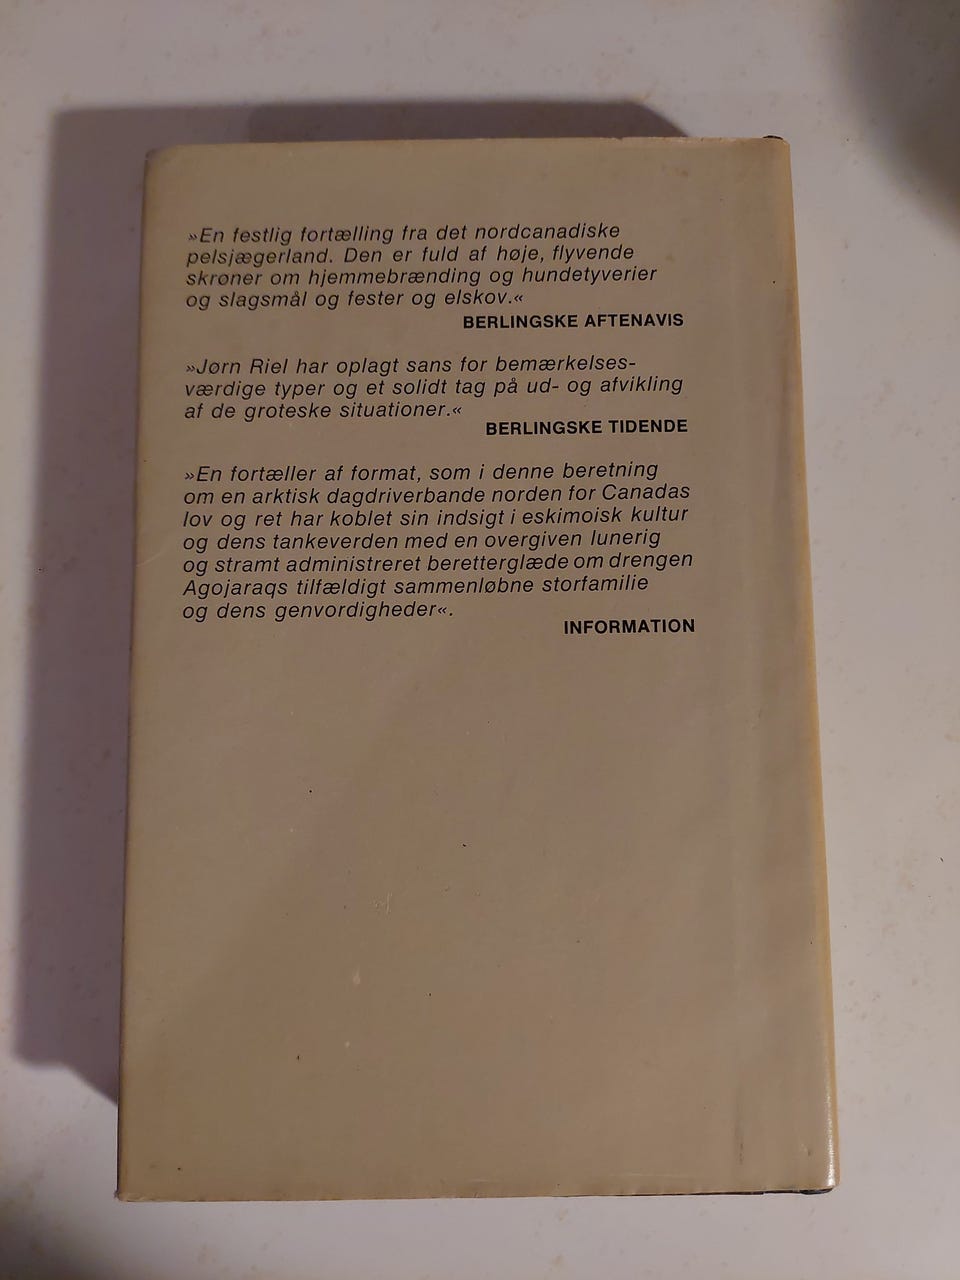 »En festlig fortælling fra det nordcanadiske
pelsjægerland. Den er fuld af høje, flyvende
skrøner om hjemmebrænding og hundetyverier
og slagsmål og fester og elskov.«
BERLINGSKE AFTENAVIS
»Jørn Riel har oplagt sans for bemærkelses-
værdige typer og et solidt tag på ud- og afvikling
af de groteske situationer.«
BERLINGSKE TIDENDE
»En fortæller af format, som i denne beretning
om en arktisk dagdriverbande norden for Canadas
lov og ret har koblet sin indsigt i eskimoisk kultur
og dens tankeverden med en overgiven lunerig
og stramt administreret beretterglæde om drengen
Agojaraqs tilfældigt sammenløbne storfamilie
og dens genvordigheder«.
INFORMATION